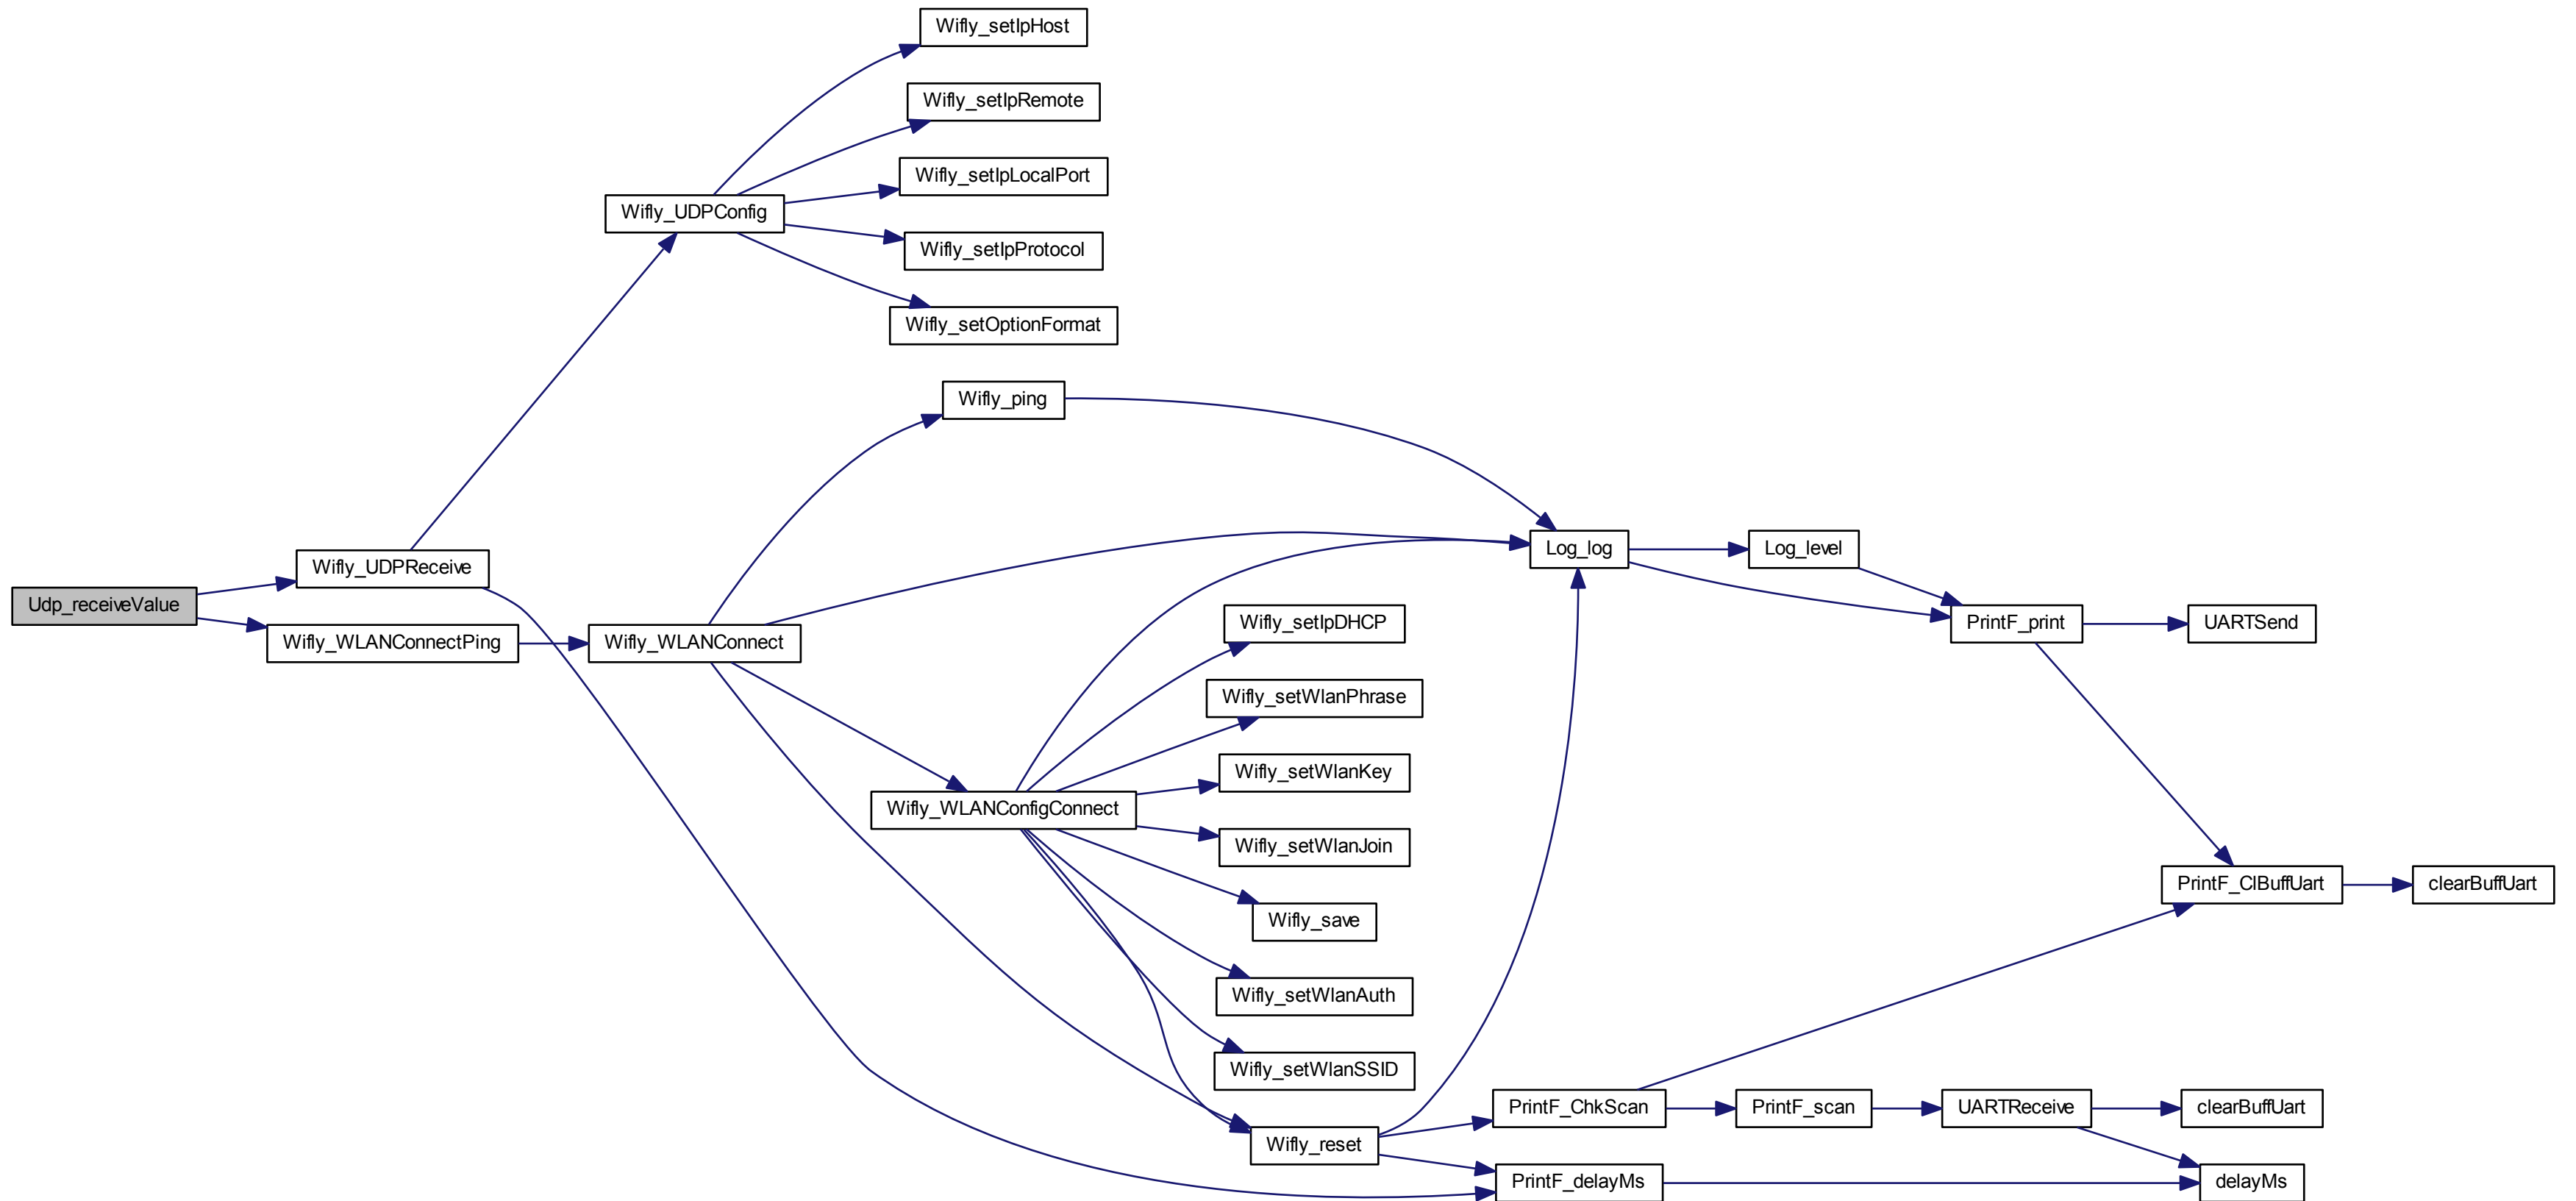 Wifly_setIpHost
Wifly_setIpRemote
Wifly_setIpLocalPort
Wifly_UDPConfig
Wifly_setIpProtocol
Wifly_setOptionFormat
Wifly_ping
Log_log
Log_level
Wifly_UDPReceive
Udp_receiveValue
Wifly_setIpDHCP
PrintF_print
UARTSend
Wifly_WLANConnectPing
Wifly_WLANConnect
Wifly_setWlanPhrase
Wifly_setWlanKey
Wifly_WLANConfigConnect
Wifly_setWlanJoin
PrintF_ClBuffUart
clearBuffUart
Wifly_save
Wifly_setWlanAuth
Wifly_setWlanSSID
PrintF_ChkScan
PrintF_scan
UARTReceive
clearBuffUart
Wifly_reset
PrintF_delayMs
delayMs